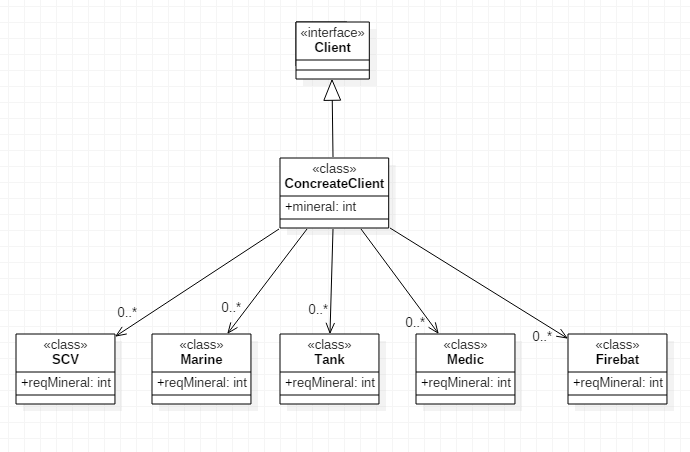 «interface»
Client
«class»
ConcreateClient
+mineral: int
0..*
0..*
0..*
0..*
0..*
«class»
SCV
+reqMineral: int
«class»
Marine
+reqMineral: int
«class»
Tank
+reqMineral: int
«class»
Medic
+reqMineral: int
«class»
Firebat
+reqMineral: int